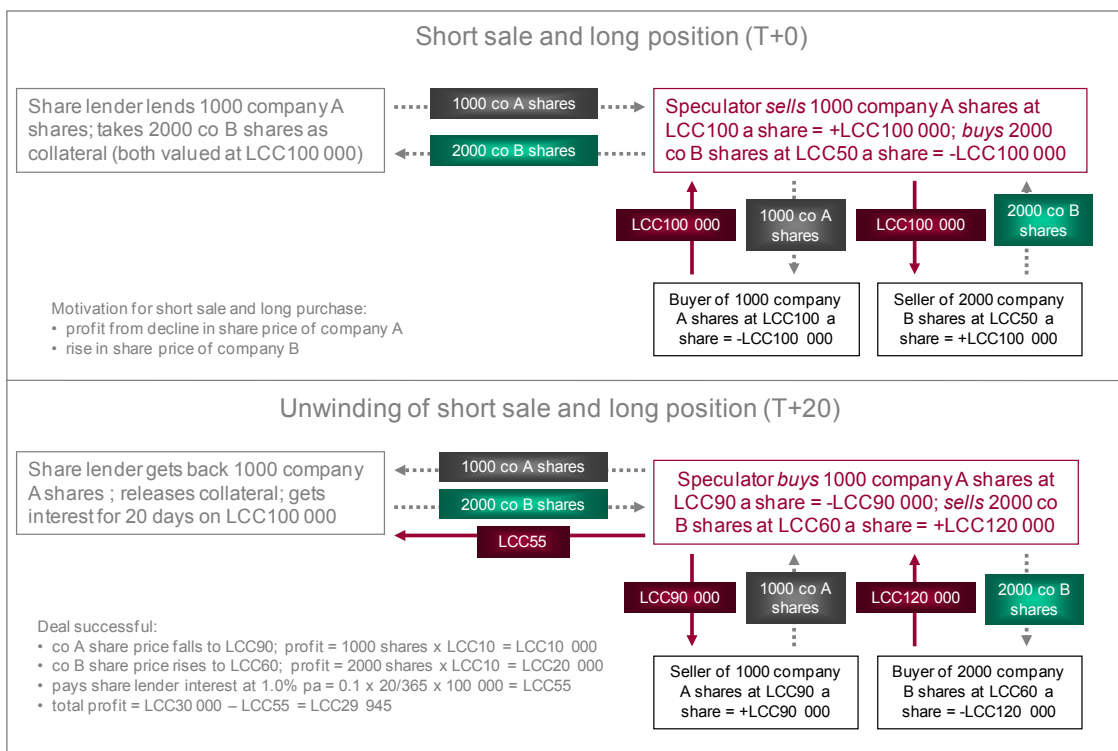 Short sale and long position (T+0)
Share lender lends 1000 company A
shares; takes 2000 co B shares as
collateral (both valued at LCC100 000)
1000 co A shares
2000 co B shares
Speculator sells 1000 company A shares at
LCC100 a share = +LCC100 000; buys 2000
co B shares at LCC50 a share = -LCC100 000
LCC100 000
1000 co A
shares
LCC100 000
2000 co B
shares
Buyer of 1000 company
A shares at LCC100 a
share = -LCC100 000
Seller of 2000 company
B shares at LCC50 a
share = +LCC100 000
Motivation for short sale and long purchase:
• profit from decline in share price of company A
• rise in share price of company B
Unwinding of short sale and long position (T+20)
Share lender gets back 1000 company
A shares ; releases collateral; gets
interest for 20 days on LCC100 000
1000 co A shares
2000 co B shares
LCC55
Speculator buys 1000 company A shares at
LCC90 a share = -LCC90 000; sells 2000 co
B shares at LCC60 a share = +LCC120 000
LCC90 000
1000 co A
shares
LCC120 000
2000 co B
shares
Seller of 1000 company
A shares at LCC90 a
share = +LCC90 000
Buyer of 2000 company
B shares at LCC60 a
share = -LCC120 000
Deal successful:
• co A share price falls to LCC90; profit = 1000 shares x LCC10 = LCC10 000
• co B share price rises to LCC60; profit = 2000 shares x LCC10 = LCC20 000
• pays share lender interest at 1.0% pa = 0.1 x 20/365 x 100 000 = LCC55
• total profit = LCC30 000 – LCC55 = LCC29 945